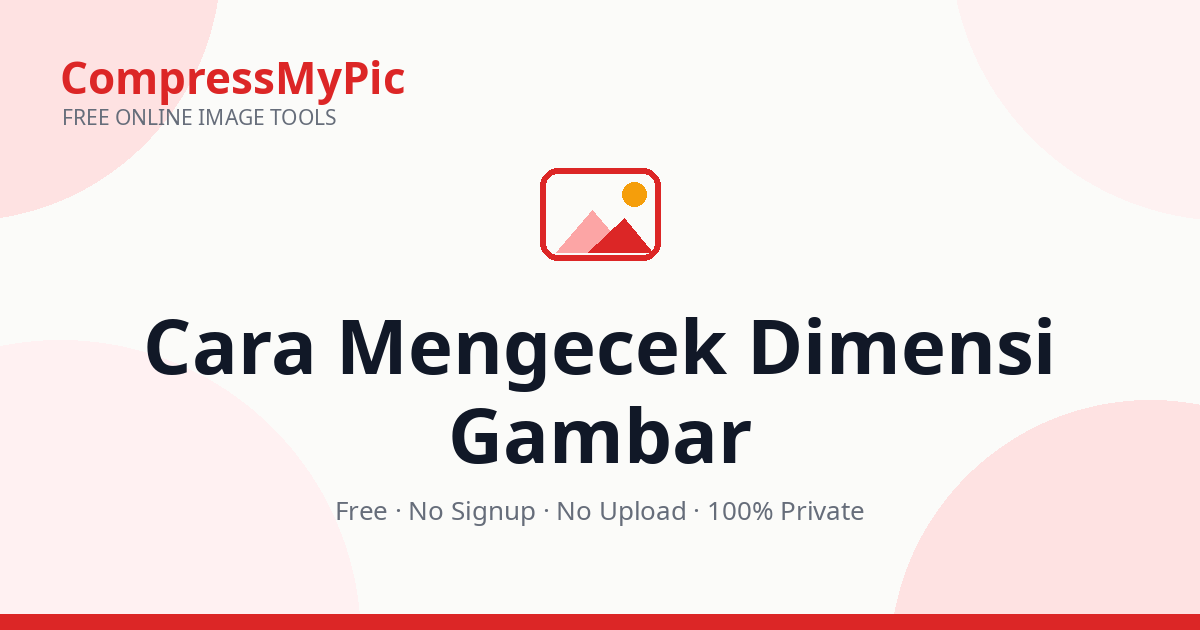 CompressMyPic
FREE ONLINE IMAGE TOOLS
Cara Mengecek Dimensi
Gambar
Free · No Signup · No Upload · 100% Private